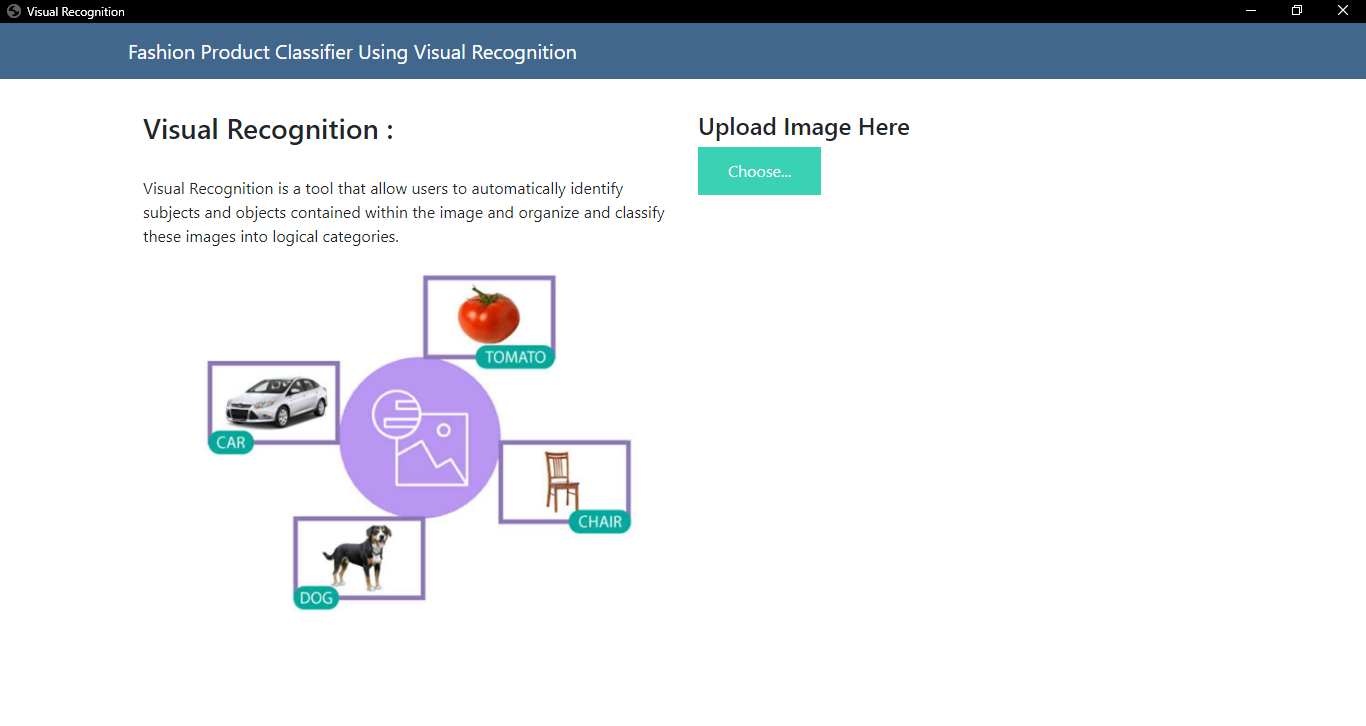 Visual Recognition
Fashion Product Classifier Using Visual Recognition
Visual Recognition :
Visual Recognition is a tool that allow users to automatically identify
subjects and objects contained within the image and organize and classify
these images into logical categories.
TOMATO
CAR
CHAIR
DOG
Upload Image Here
Choose...